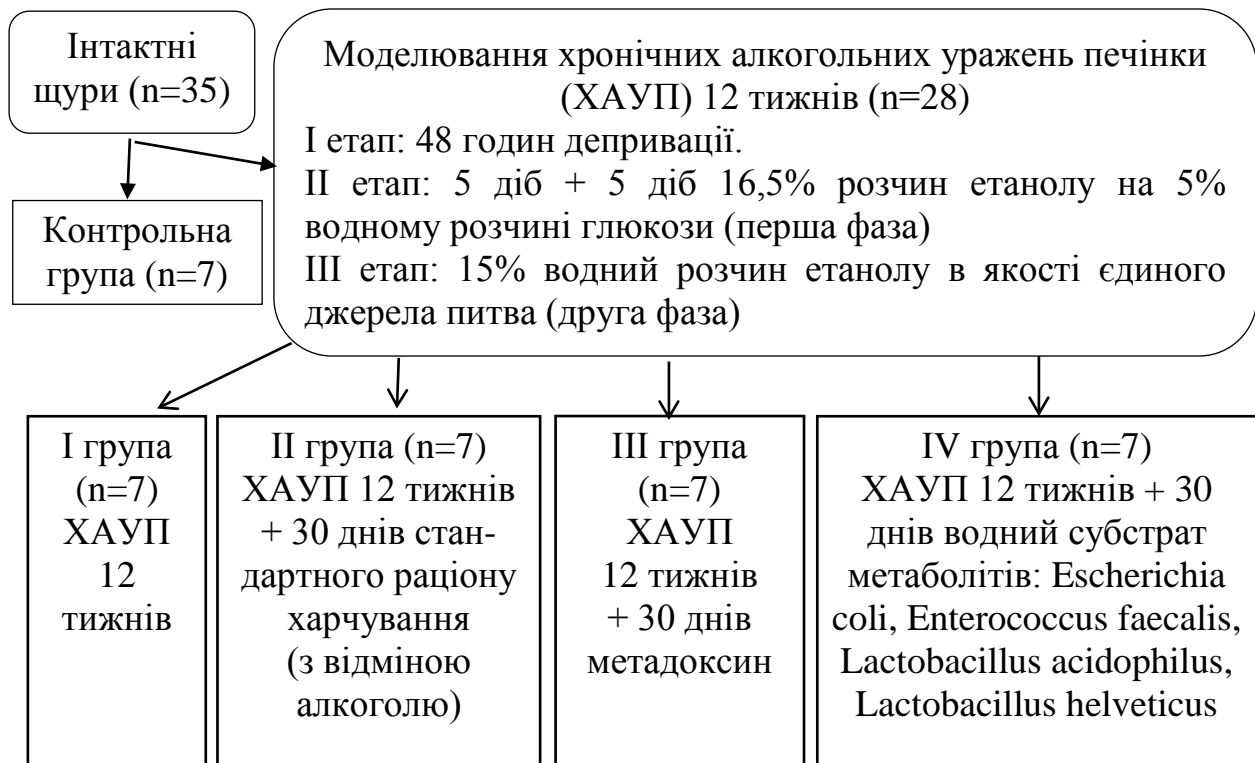 Інтактні
щури (n=35)
Моделювання хронічних алкогольних уражень печінки
(ХАУП) 12 тижнів (n=28)
І етап: 48 годин депривації.
ІІ етап: 5 діб + 5 діб 16,5% розчин етанолу на 5%
водному розчині глюкози (перша фаза)
ІІІ етап: 15% водний розчин етанолу в якості єдиного
джерела питва (друга фаза)
Контрольна
група (n=7)
І група
(n=7)
ХАУП
12
тижнів
ІІ група (n=7)
ХАУП 12 тижнів
+ 30 днів стан-
дартного раціону
харчування
(з відміною
алкоголю)
ІІІ група
(n=7)
ХАУП
12 тижнів
+ 30 днів
метадоксин
IV група (n=7)
ХАУП 12 тижнів + 30
днів водний субстрат
метаболітів: Escherichia
coli, Enterococcus faecalis,
Lactobacillus acidophilus,
Lactobacillus helveticus